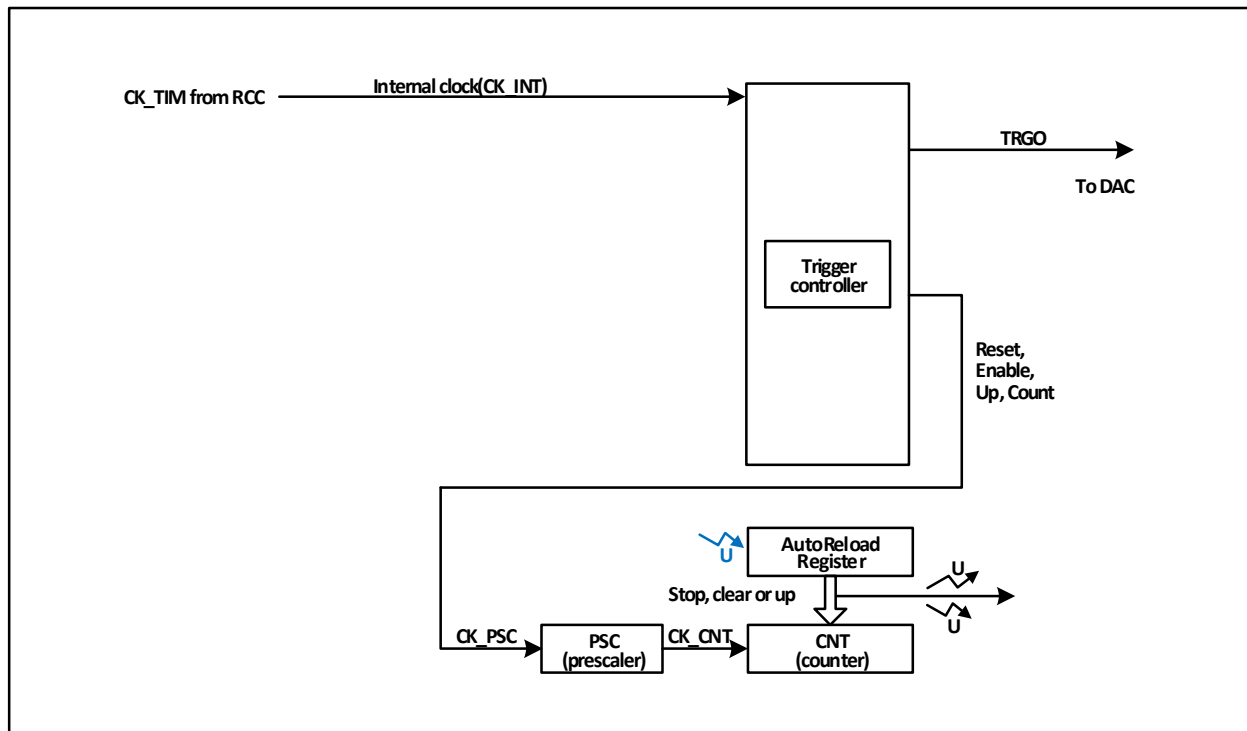 Internal clock(CK_INT)
CK_TIM from RCC
TRGO
To DAC
Trigger
controller
Reset,
Enable,
Up, Count
U
AutoReload
Register
U
Stop, clear or up
U
CK_PSC
PSC
(prescaler)
CK_CNT
CNT
(counter)